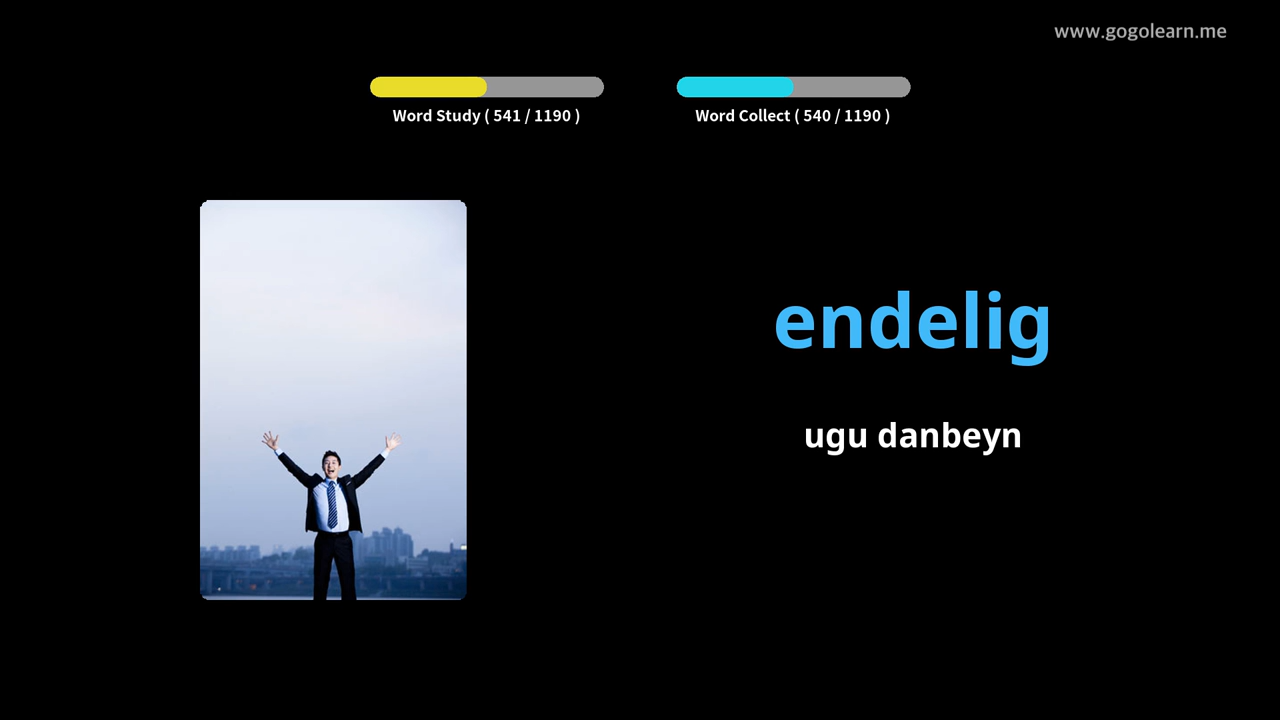 www.gogolearn.me
Word Study ( 541 / 1190 )
Word Collect ( 540 / 1190 )
endelig
ugu danbeyn